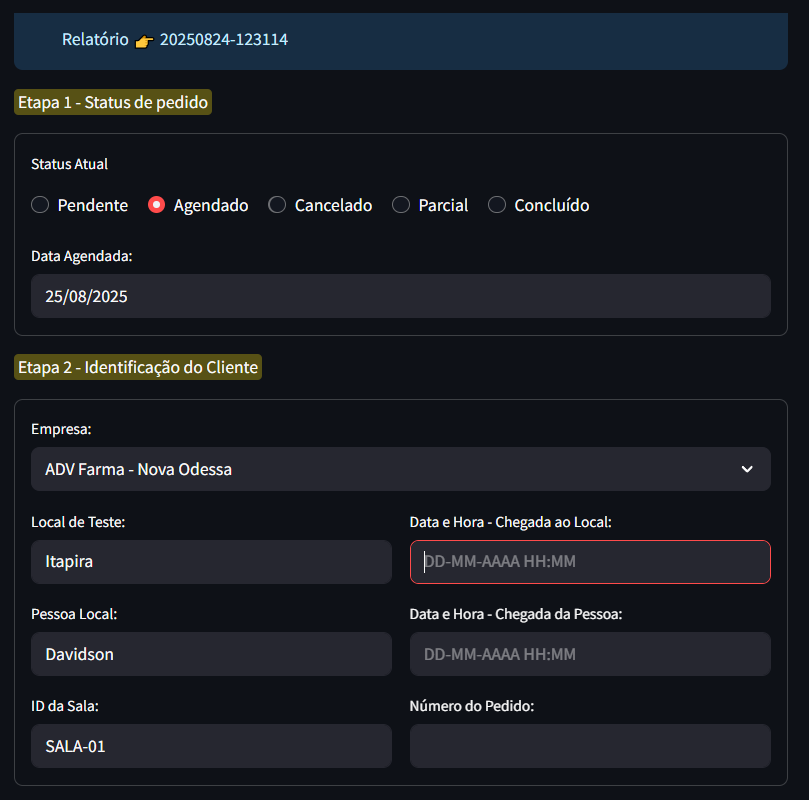 Relatório 👉 20250824-123114
Etapa 1 - Status de pedido
Status Atual
Pendente Agendado Cancelado Parcial Concluído
Data Agendada:
25/08/2025
Etapa 2 - Identificação do Cliente
Empresa:
ADV Farma - Nova Odessa
Local de Teste: Data e Hora - Chegada ao Local:
Itapira DD-MM-AAAA HH:MM
Pessoa Local: Data e Hora - Chegada da Pessoa:
Davidson DD-MM-AAAA HH:MM
ID da Sala: Número do Pedido:
SALA-01